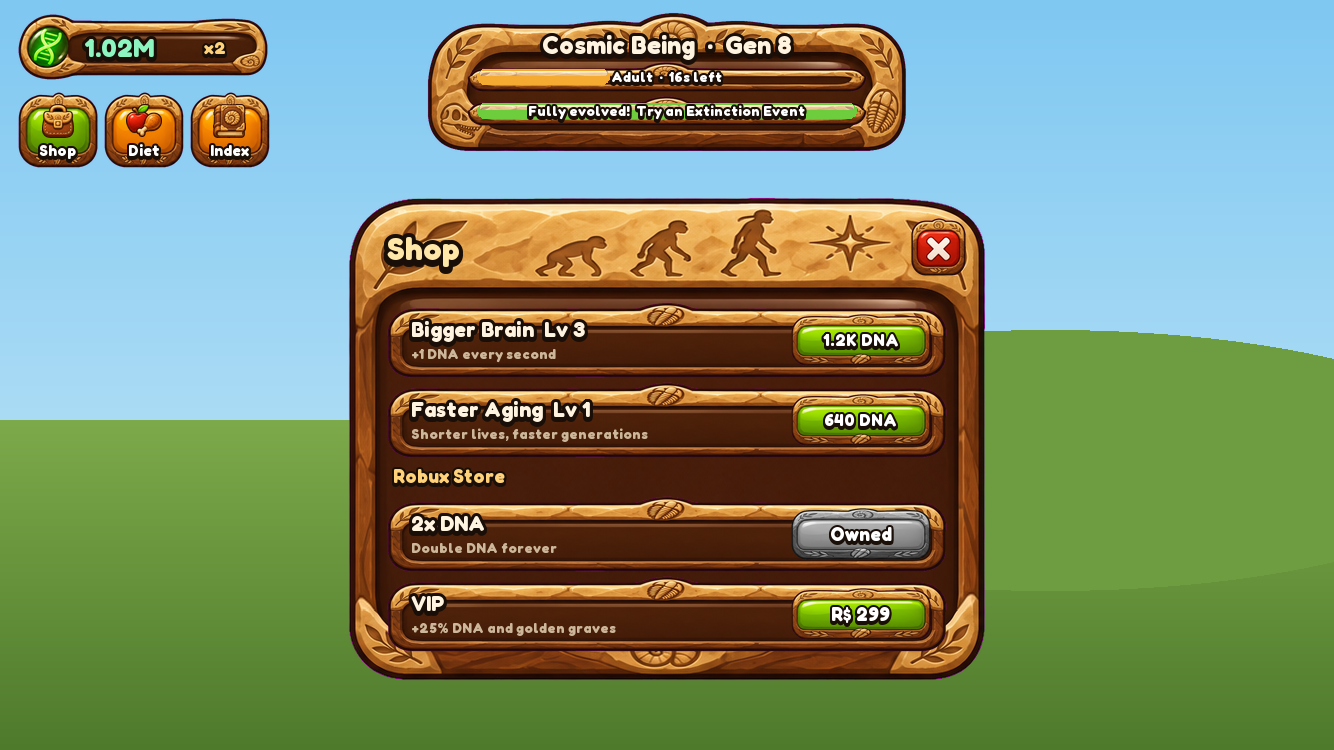 1.02M x2
Shop
Diet
Index
Cosmic Being · Gen 8
Adult · 16s left
Fully evolved! Try an Extinction Event
Shop
Bigger Brain Lv 3
+1 DNA every second
1.2K DNA
Faster Aging Lv 1
Shorter lives, faster generations
640 DNA
Robux Store
2x DNA
Double DNA forever
Owned
VIP
+25% DNA and golden graves
R$ 299